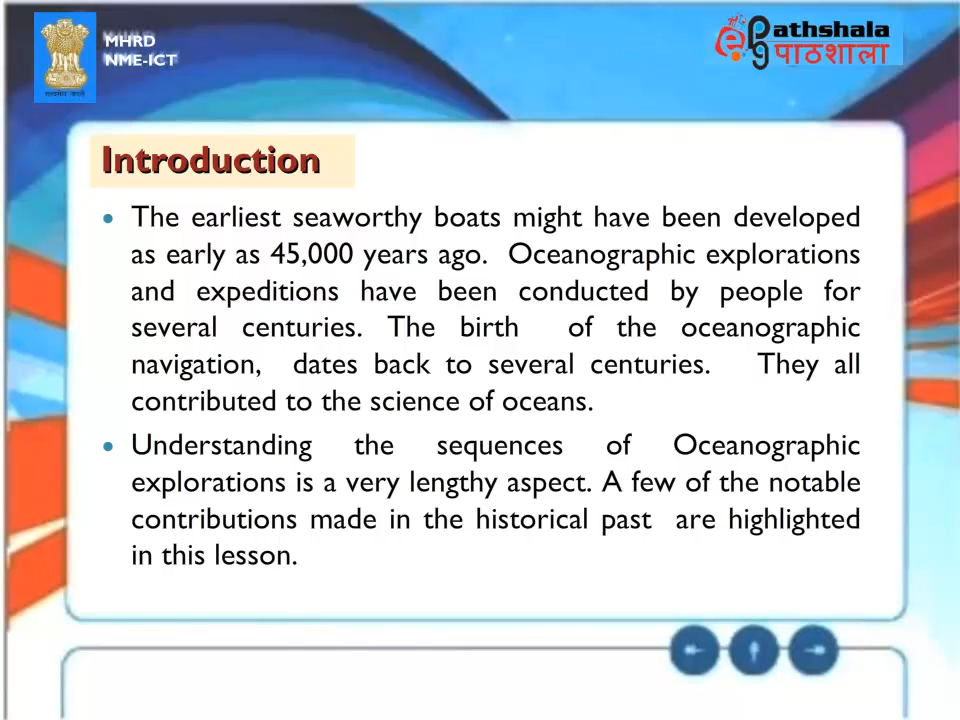 MHRD
NME-ICT
Pathshala
पाठशाला
Introduction
The earliest seaworthy boats might have been developed
as early as 45,000 years ago. Oceanographic explorations
and expeditions have been conducted by people for
several centuries. The birth of the oceanographic
navigation, dates back to several centuries. They all
contributed to the science of oceans.
Understanding the sequences of Oceanographic
explorations is a very lengthy aspect. A few of the notable
contributions made in the historical past are highlighted
in this lesson.